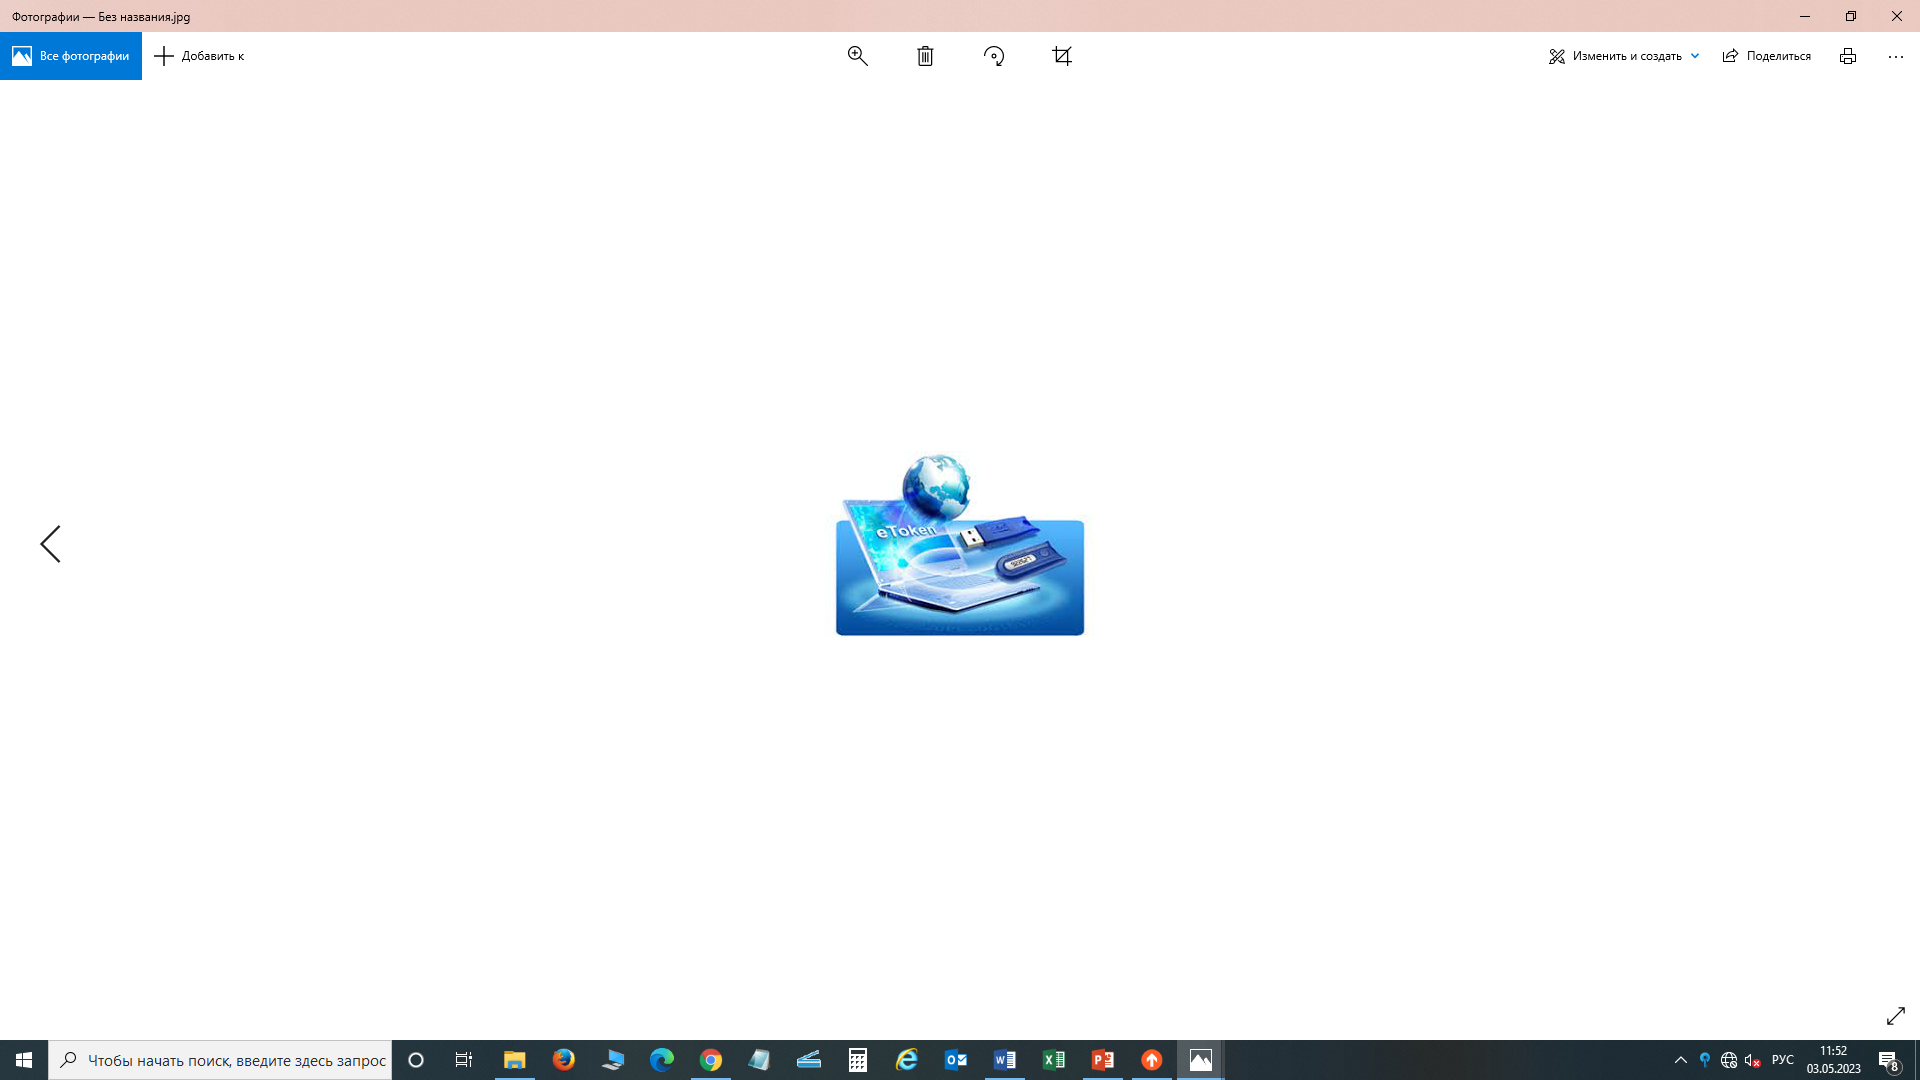 Фотографии — Без названия.jpg
Все фотографии
Добавить к
Изменить и создать
Поделиться
eToken
Чтобы начать поиск, введите здесь запрос
РУС
11:52
03.05.2023
8